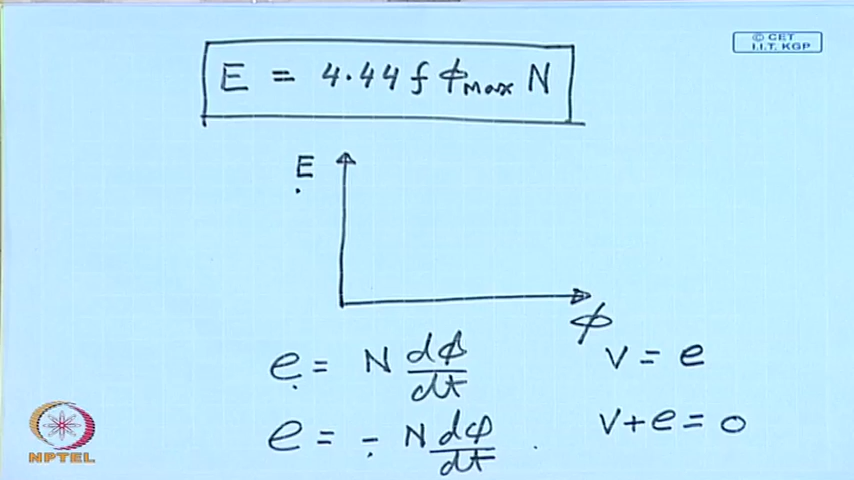 © CET
I.I.T. KGP
E = 4.44 f ϕMax N
E
ϕ
e = N dϕ/dt
v = e
e = - N dϕ/dt .
v + e = 0
NPTEL